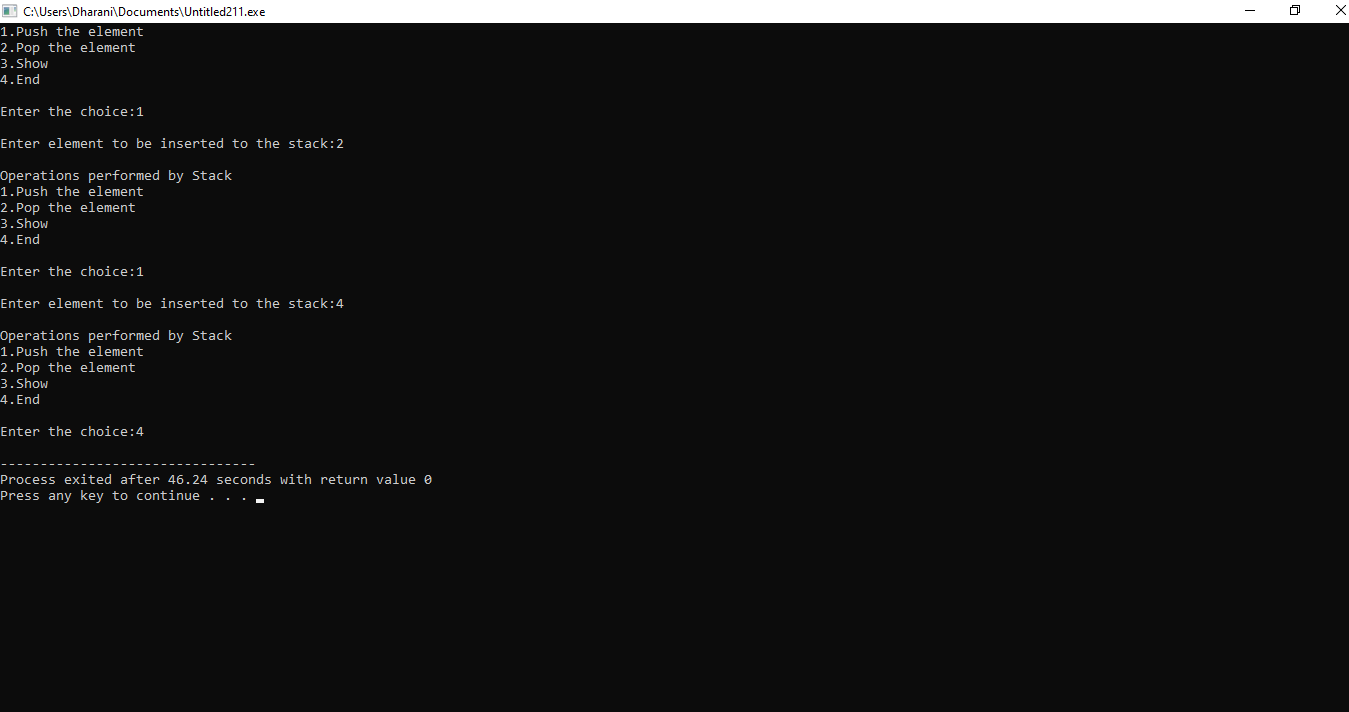 C:\Users\Dharani\Documents\Untitled211.exe
1.Push the element
2.Pop the element
3.Show
4.End
Enter the choice:1
Enter element to be inserted to the stack:2
Operations performed by Stack
1.Push the element
2.Pop the element
3.Show
4.End
Enter the choice:1
Enter element to be inserted to the stack:4
Operations performed by Stack
1.Push the element
2.Pop the element
3.Show
4.End
Enter the choice:4
--------------------------------
Process exited after 46.24 seconds with return value 0
Press any key to continue . . .